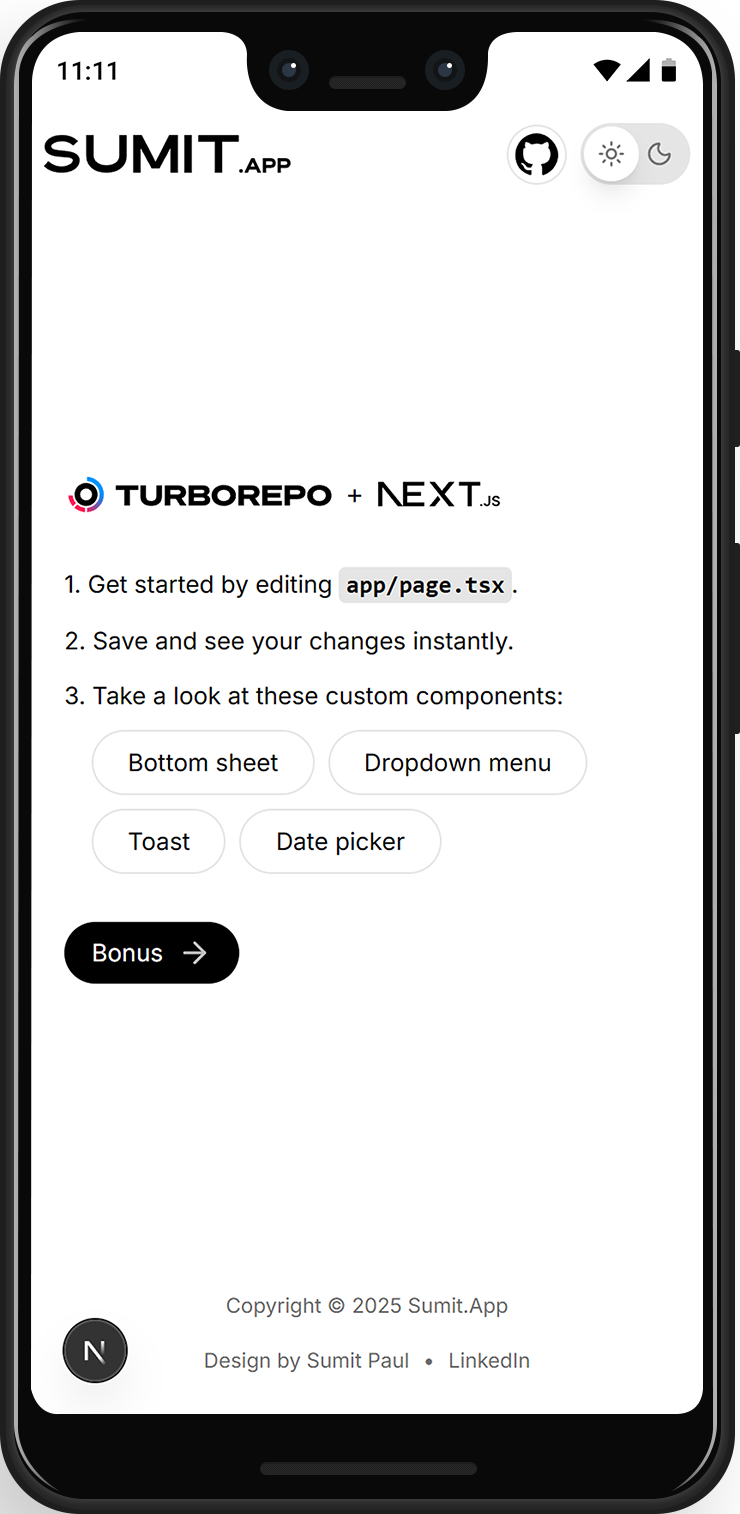 11:11
SUMIT.APP
TURBOREPO + NEXT.JS
1. Get started by editing app/page.tsx.
2. Save and see your changes instantly.
3. Take a look at these custom components:
Bottom sheet Dropdown menu
Toast Date picker
Bonus →
Copyright © 2025 Sumit.App
N
Design by Sumit Paul • LinkedIn